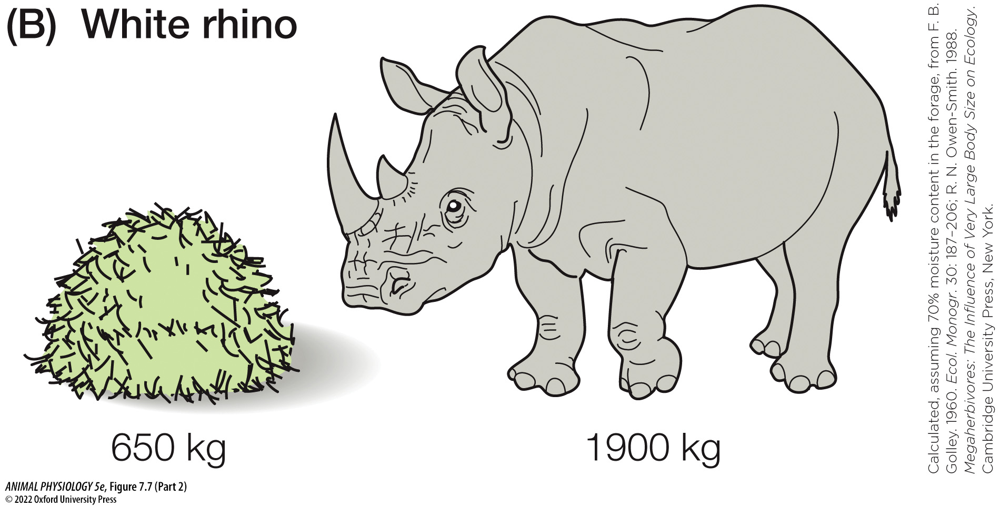 (B) White rhino
650 kg
1900 kg
Calculated, assuming 70% moisture content in the forage, from F. B.
Golley. 1960. Ecol. Monogr. 30: 187–206; R. N. Owen-Smith. 1988.
Megaherbivores: The Influence of Very Large Body Size on Ecology.
Cambridge University Press, New York.
ANIMAL PHYSIOLOGY 5e, Figure 7.7 (Part 2)
© 2022 Oxford University Press